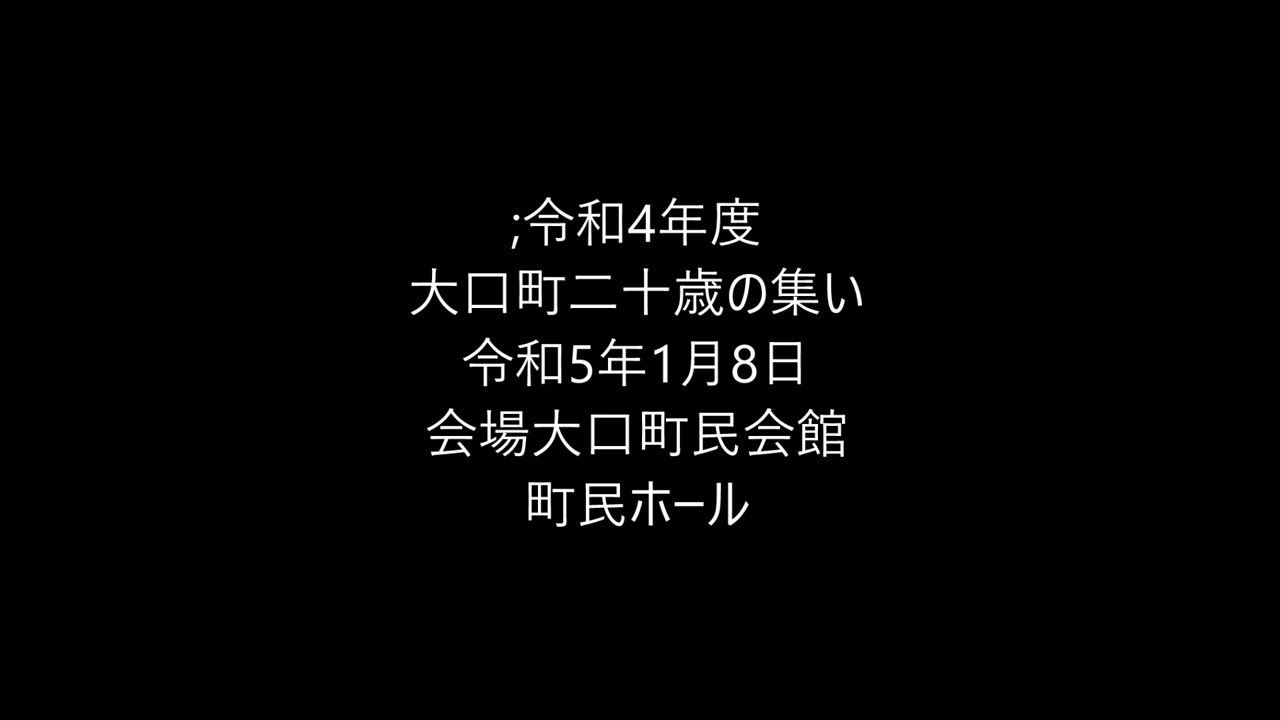 ;令和4年度
大口町二十歳の集い
令和5年1月8日
会場大口町民会館
町民ホール